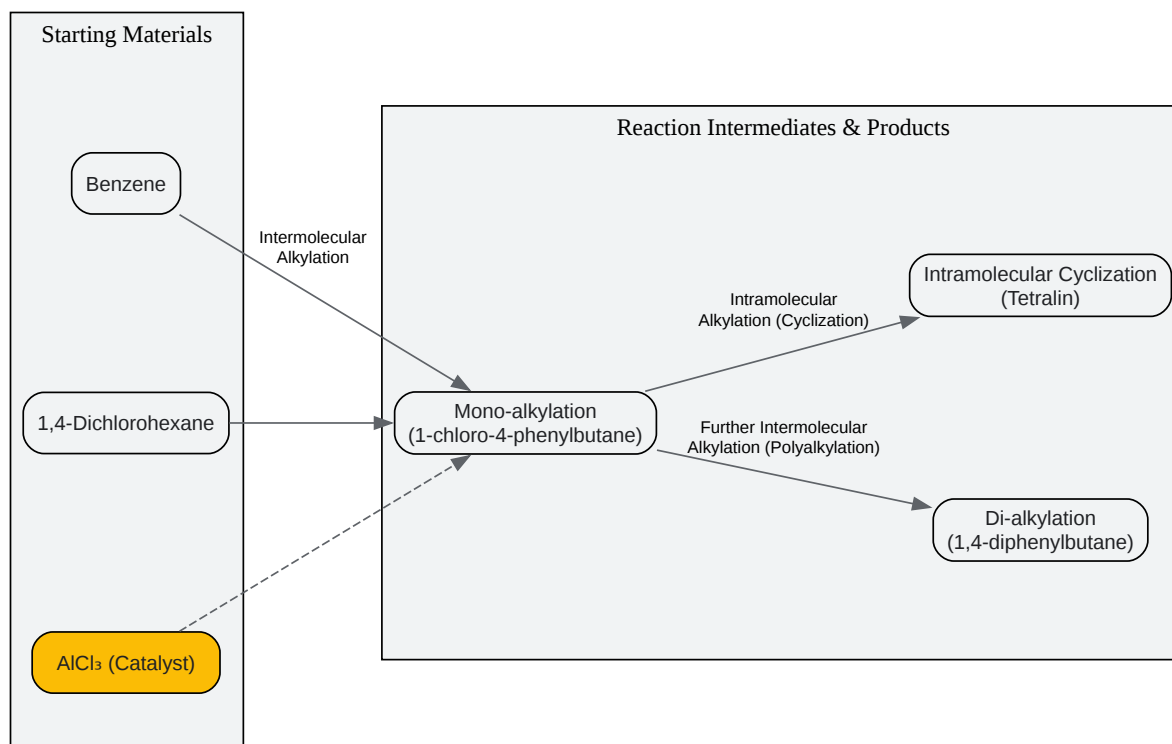 Starting Materials
Benzene
1,4-Dichlorohexane
AlCl₃ (Catalyst)
Intermolecular
Alkylation
Reaction Intermediates & Products
Mono-alkylation
(1-chloro-4-phenylbutane)
Intramolecular
Alkylation (Cyclization)
Further Intermolecular
Alkylation (Polyalkylation)
Intramolecular Cyclization
(Tetralin)
Di-alkylation
(1,4-diphenylbutane)